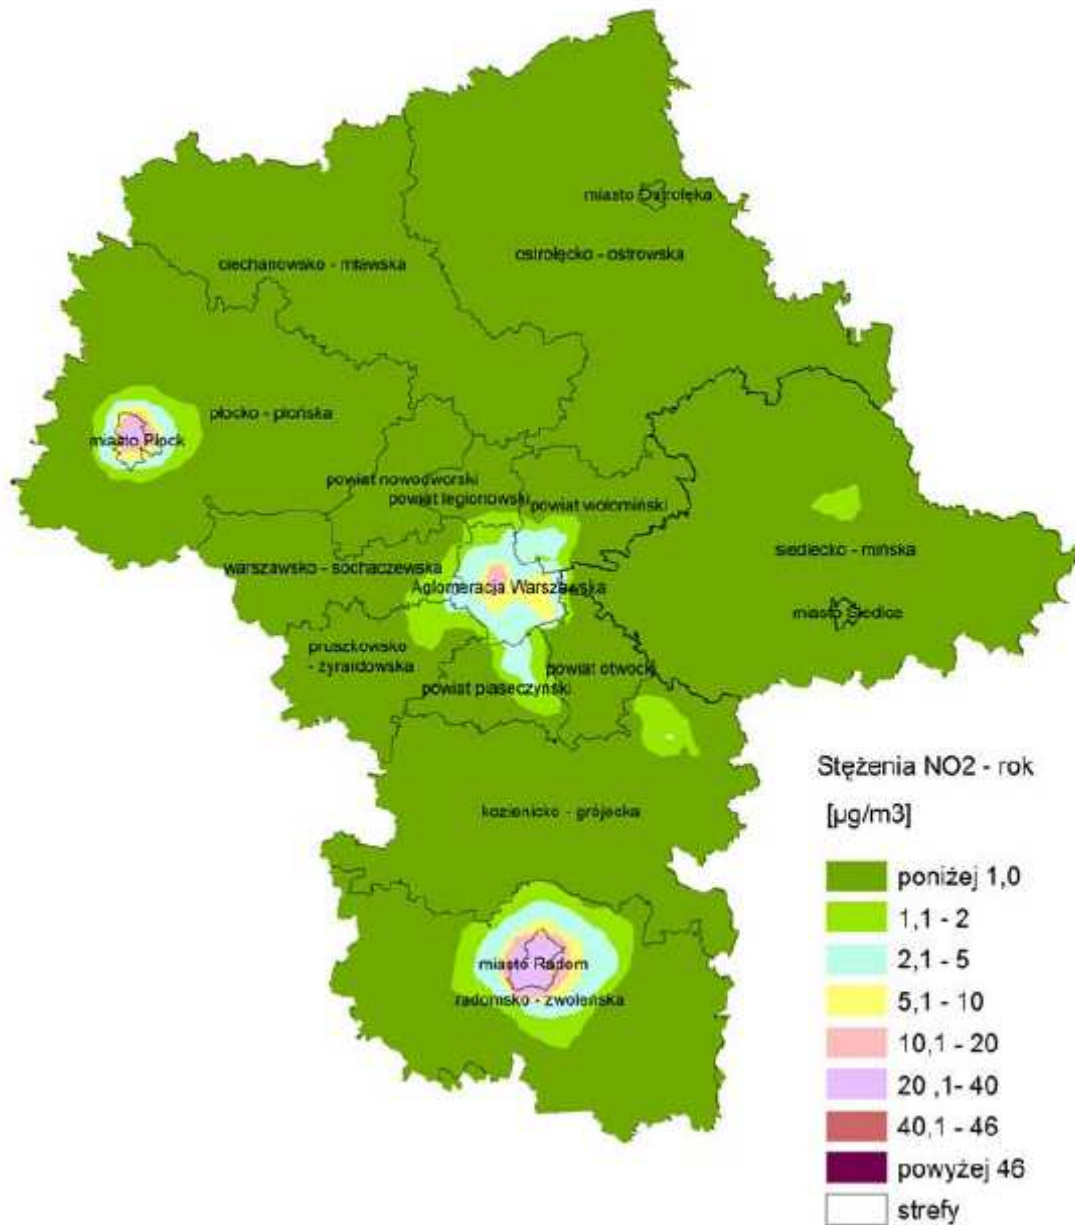 miasto Ostrołęka
ostrołęcko - ostrowska
ciechanowsko - mławska
płocko - płońska
miasto Płock
powiat nowodworski
powiat legionowski
powiat wołomiński
siedlecko - mińska
warszawsko - sochaczewska
Aglomeracja Warszawska
miasto Siedlce
pruszkowsko
- żyrardowska
powiat otwocki
powiat piaseczyński
kozienicko - grójecka
miasto Radom
radomsko - zwoleńska
Stężenia NO2 - rok
[µg/m3]
poniżej 1,0
1,1 - 2
2,1 - 5
5,1 - 10
10,1 - 20
20 ,1- 40
40,1 - 46
powyżej 46
strefy